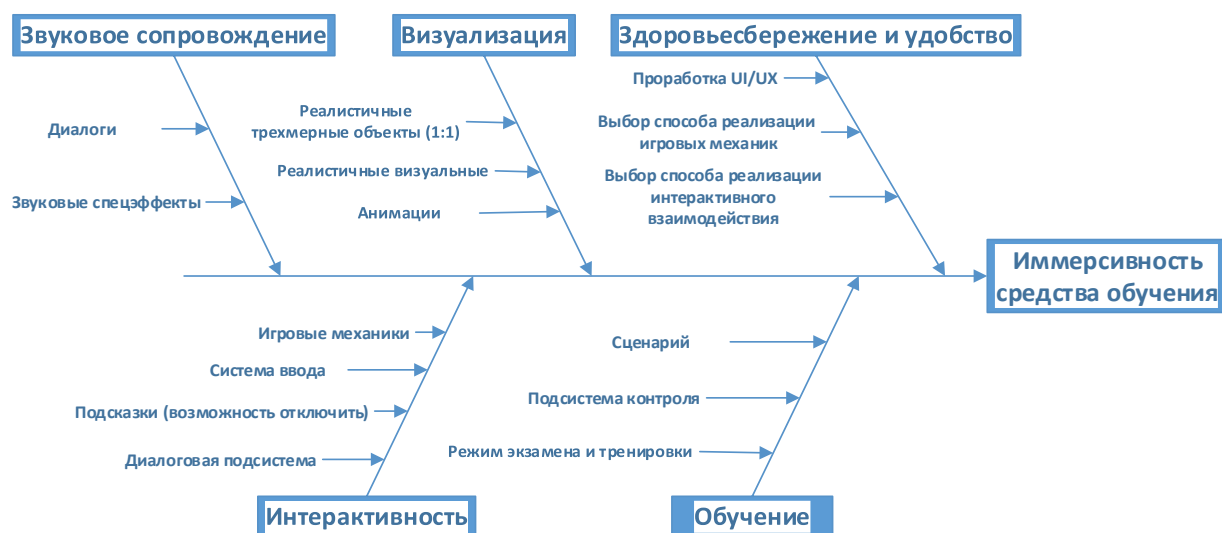 Звуковое сопровождение
Визуализация
Здоровьесбережение и удобство
Диалоги
Звуковые спецэффекты
Реалистичные
трехмерные объекты (1:1)
Реалистичные визуальные
Анимации
Проработка UI/UX
Выбор способа реализации
игровых механик
Выбор способа реализации
интерактивного
взаимодействия
Иммерсивность
средства обучения
Игровые механики
Система ввода
Подсказки (возможность отключить)
Диалоговая подсистема
Сценарий
Подсистема контроля
Режим экзамена и тренировки
Интерактивность
Обучение